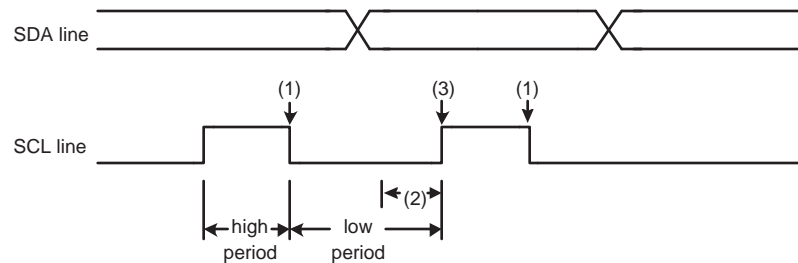 SDA line
(1)
(3)
(1)
SCL line
(2)
high
period
low
period